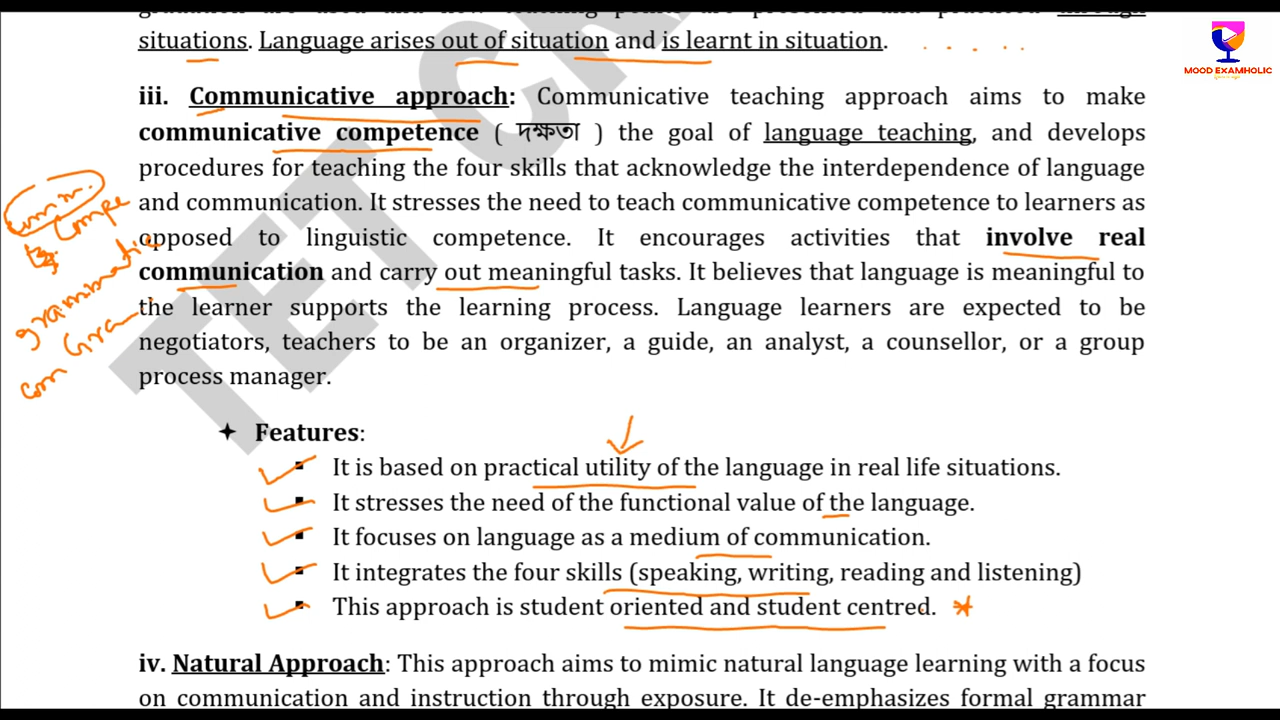 situations. Language arises out of situation and is learnt in situation.
MOOD EXAMHOLIC
iii. Communicative approach: Communicative teaching approach aims to make
communicative competence ( দক্ষতা ) the goal of language teaching, and develops
procedures for teaching the four skills that acknowledge the interdependence of language
and communication. It stresses the need to teach communicative competence to learners as
opposed to linguistic competence. It encourages activities that involve real
communication and carry out meaningful tasks. It believes that language is meaningful to
the learner supports the learning process. Language learners are expected to be
negotiators, teachers to be an organizer, a guide, an analyst, a counsellor, or a group
process manager.
Comm.
Compe
grammatic
com Gra
Features:
It is based on practical utility of the language in real life situations.
It stresses the need of the functional value of the language.
It focuses on language as a medium of communication.
It integrates the four skills (speaking, writing, reading and listening)
This approach is student oriented and student centred.
iv. Natural Approach: This approach aims to mimic natural language learning with a focus
on communication and instruction through exposure. It de-emphasizes formal grammar